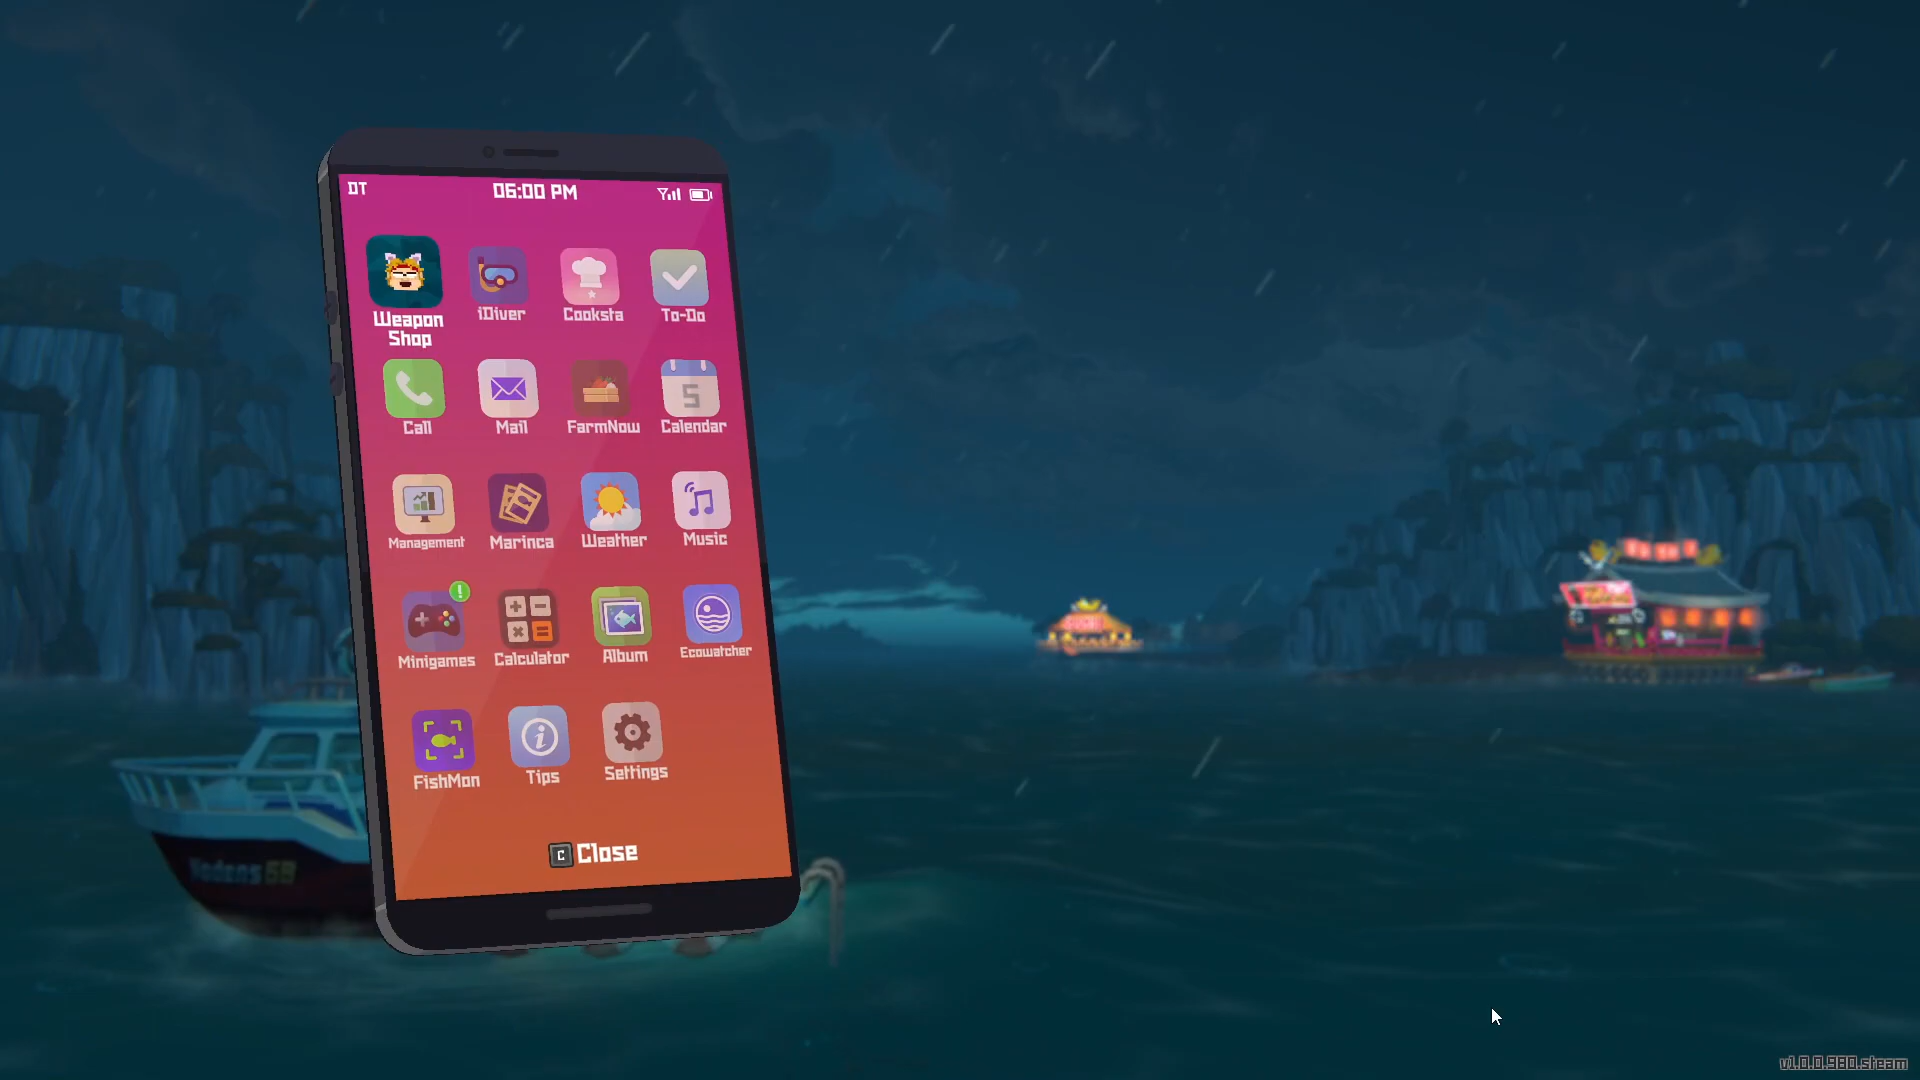 DT
06:00 PM
Weapon
Shop
iDiver
Cooksta
To-Do
Call
Mail
FarmNow
5
Calendar
Management
Marinca
Weather
Music
Minigames
Calculator
Album
Ecowatcher
FishMon
Tips
Settings
C Close
v1.0.0.980.steam